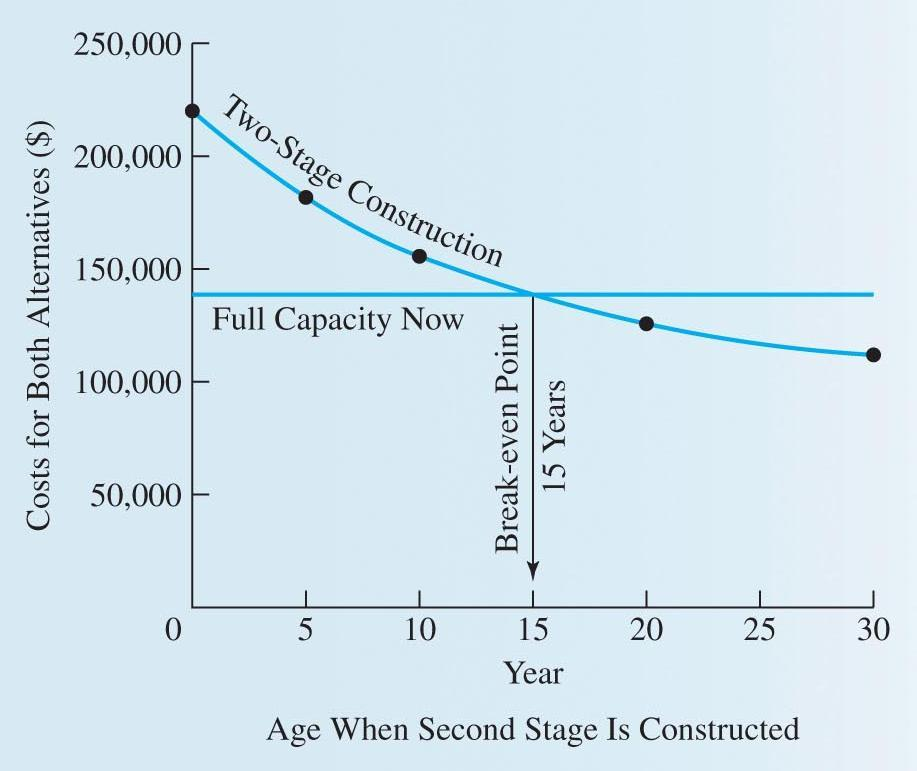 250,000
200,000
150,000
100,000
50,000
0
5
10
15
20
25
30
Costs for Both Alternatives ($)
Two-Stage Construction
Full Capacity Now
Break-even Point
15 Years
Year
Age When Second Stage Is Constructed